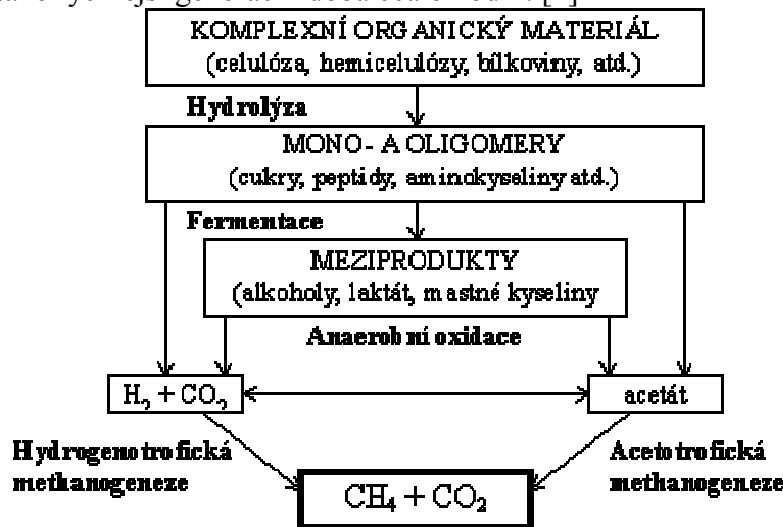 KOMPLEXNÍ ORGANICKÝ MATERIÁL
(celulóza, hemicelulózy, bílkoviny, atd.)
Hydrolýza
MONO- A OLIGOMERY
(cukry, peptidy, aminokyseliny atd.)
Fermentace
MEZIPRODUKTY
(alkoholy, laktát, mastné kyseliny
Anaerobní oxidace
H₂ + CO₂
acetát
Hydrogenotrofická
methanogeneze
Acetotrofická
methanogeneze
CH₄ + CO₂